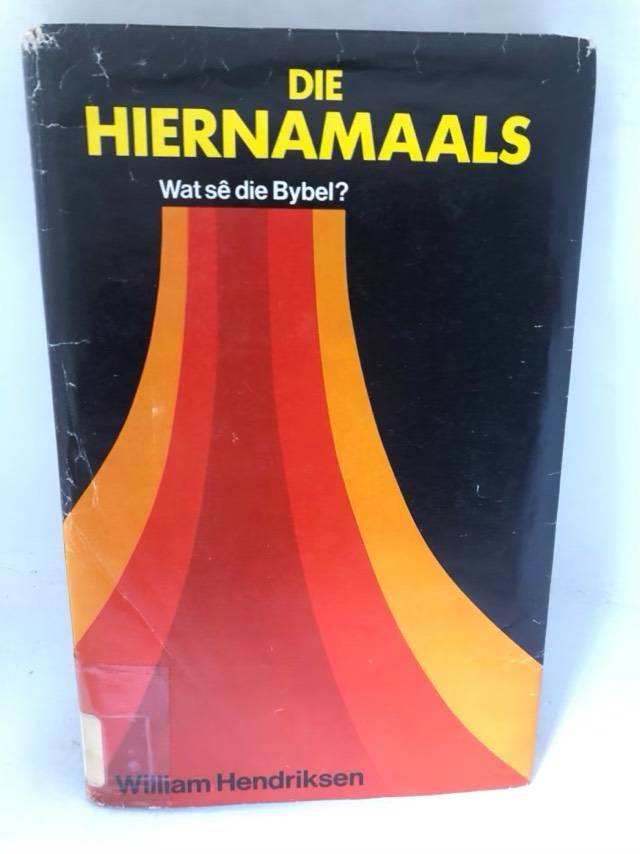 DIE
HIERNAMAALS
Wat sê die Bybel?
William Hendriksen